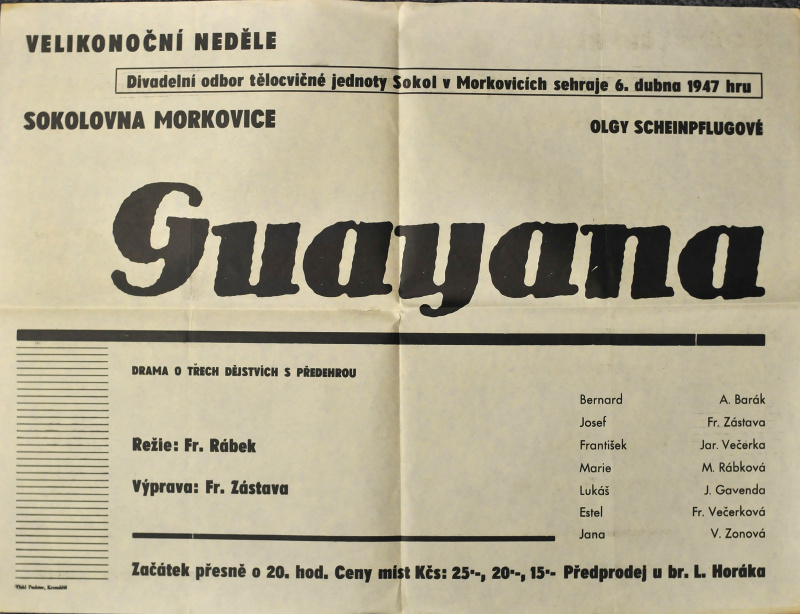 VELIKONOČNÍ NEDĚLE
Divadelní odbor tělocvičné jednoty Sokol v Morkovicích sehraje 6. dubna 1947 hru
SOKOLOVNA MORKOVICE
OLGY SCHEINPFLUGOVÉ
Guayana
DRAMA O TŘECH DĚJSTVÍCH S PŘEDEHROU
Režie: Fr. Rábek
Výprava: Fr. Zástava
Bernard A. Barák
Josef Fr. Zástava
František Jar. Večerka
Marie M. Rábková
Lukáš J. Gavenda
Estel Fr. Večerková
Jana V. Zonová
Začátek přesně o 20. hod. Ceny míst Kčs: 25·-, 20·-, 15·- Předprodej u br. L. Horáka